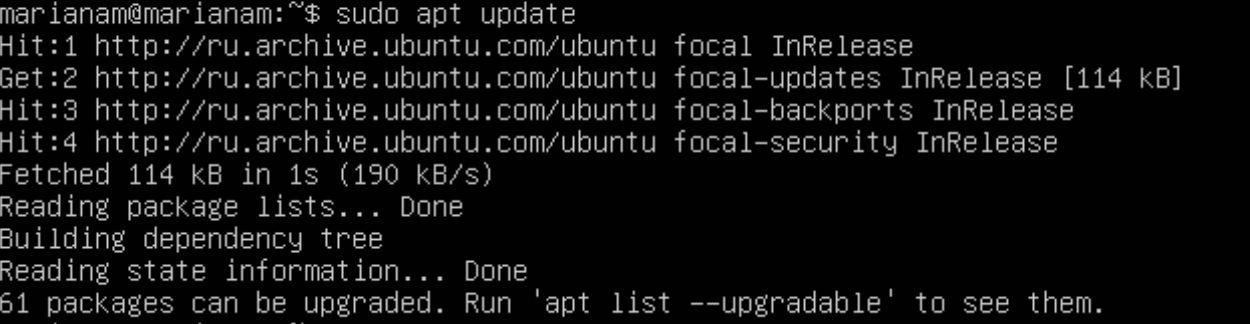 marianam@marianam:~$ sudo apt update
Hit:1 http://ru.archive.ubuntu.com/ubuntu focal InRelease
Get:2 http://ru.archive.ubuntu.com/ubuntu focal-updates InRelease [114 kB]
Hit:3 http://ru.archive.ubuntu.com/ubuntu focal-backports InRelease
Hit:4 http://ru.archive.ubuntu.com/ubuntu focal-security InRelease
Fetched 114 kB in 1s (190 kB/s)
Reading package lists... Done
Building dependency tree
Reading state information... Done
61 packages can be upgraded. Run 'apt list --upgradable' to see them.